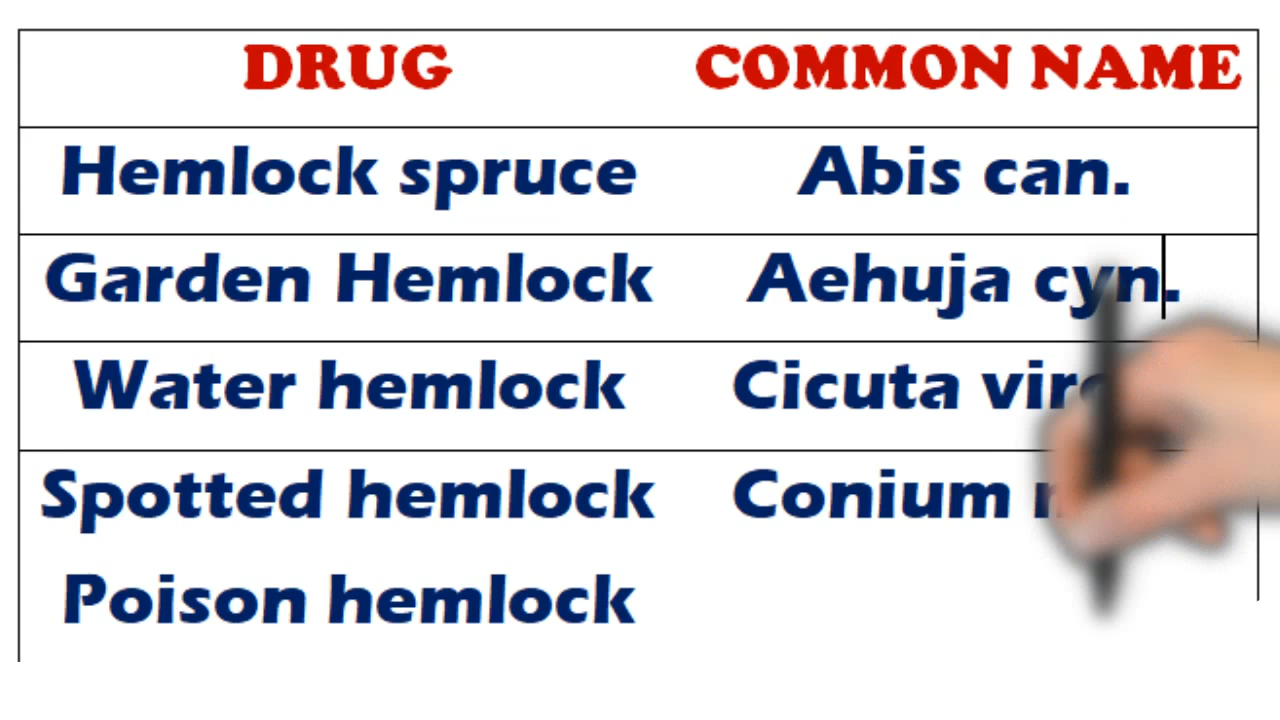 DRUG COMMON NAME
Hemlock spruce Abis can.
Garden Hemlock Aehuja cyn.
Water hemlock Cicuta
Spotted hemlock Conium
Poison hemlock